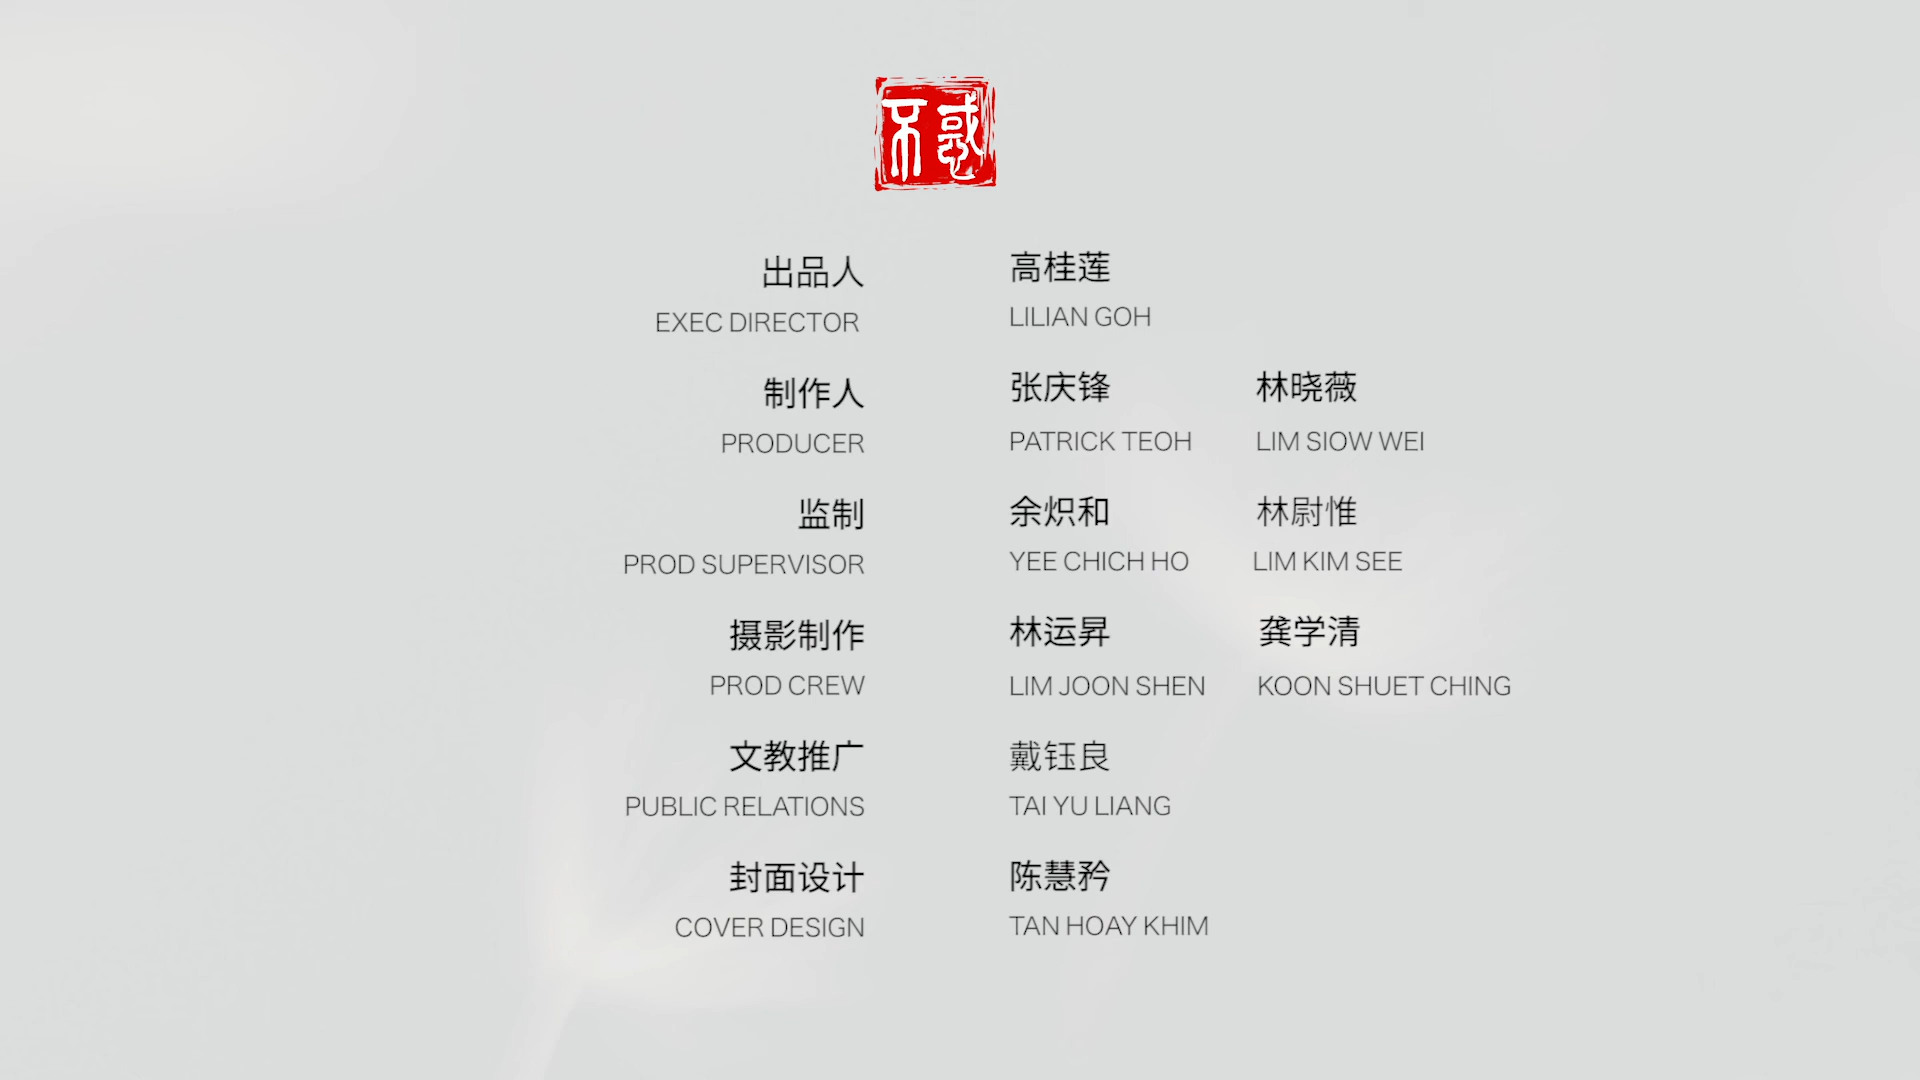 不惑
出品人 高桂莲
EXEC DIRECTOR LILIAN GOH
制作人 张庆锋 林晓薇
PRODUCER PATRICK TEOH LIM SIOW WEI
监制 余炽和 林尉惟
PROD SUPERVISOR YEE CHICH HO LIM KIM SEE
摄影制作 林运昇 龚学清
PROD CREW LIM JOON SHEN KOON SHUET CHING
文教推广 戴钰良
PUBLIC RELATIONS TAI YU LIANG
封面设计 陈慧矜
COVER DESIGN TAN HOAY KHIM